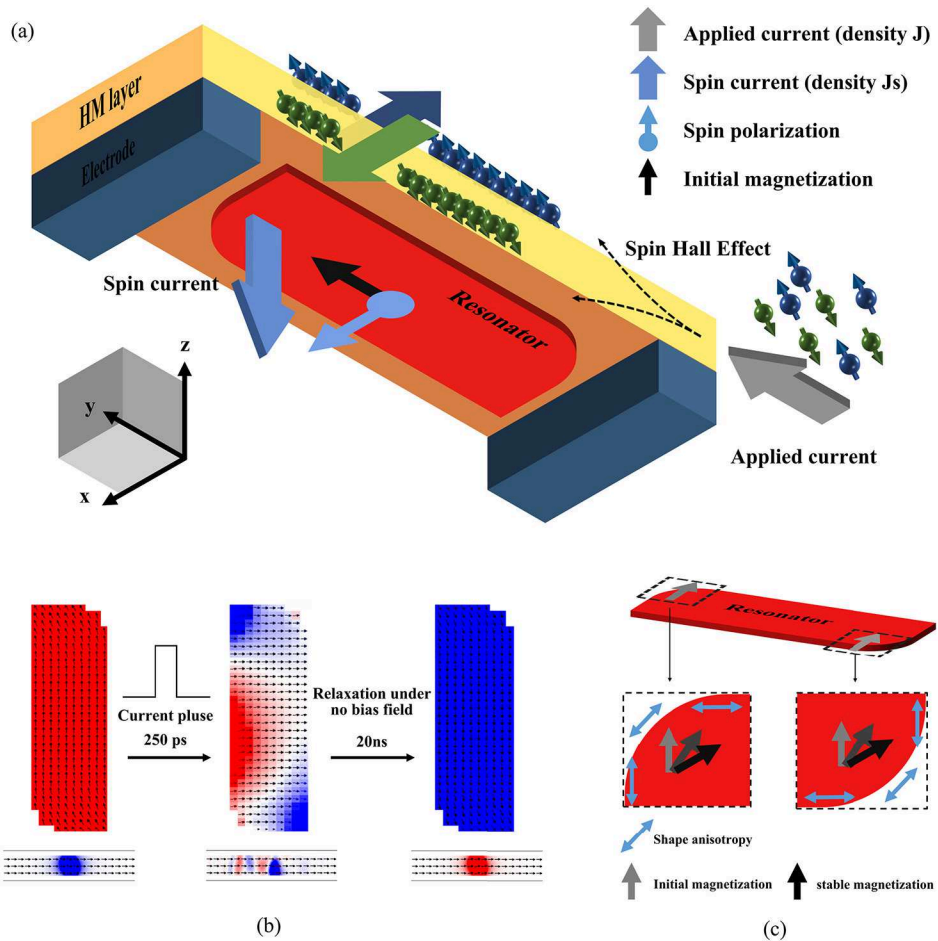 (a)
HM layer
Electrode
Applied current (density J)
Spin current (density Js)
Spin polarization
Initial magnetization
Spin current
Resonator
Spin Hall Effect
Applied current
z
y
x
Current pluse
250 ps
Relaxation under
no bias field
20ns
(b)
Resonator
Shape anisotropy
Initial magnetization
stable magnetization
(c)